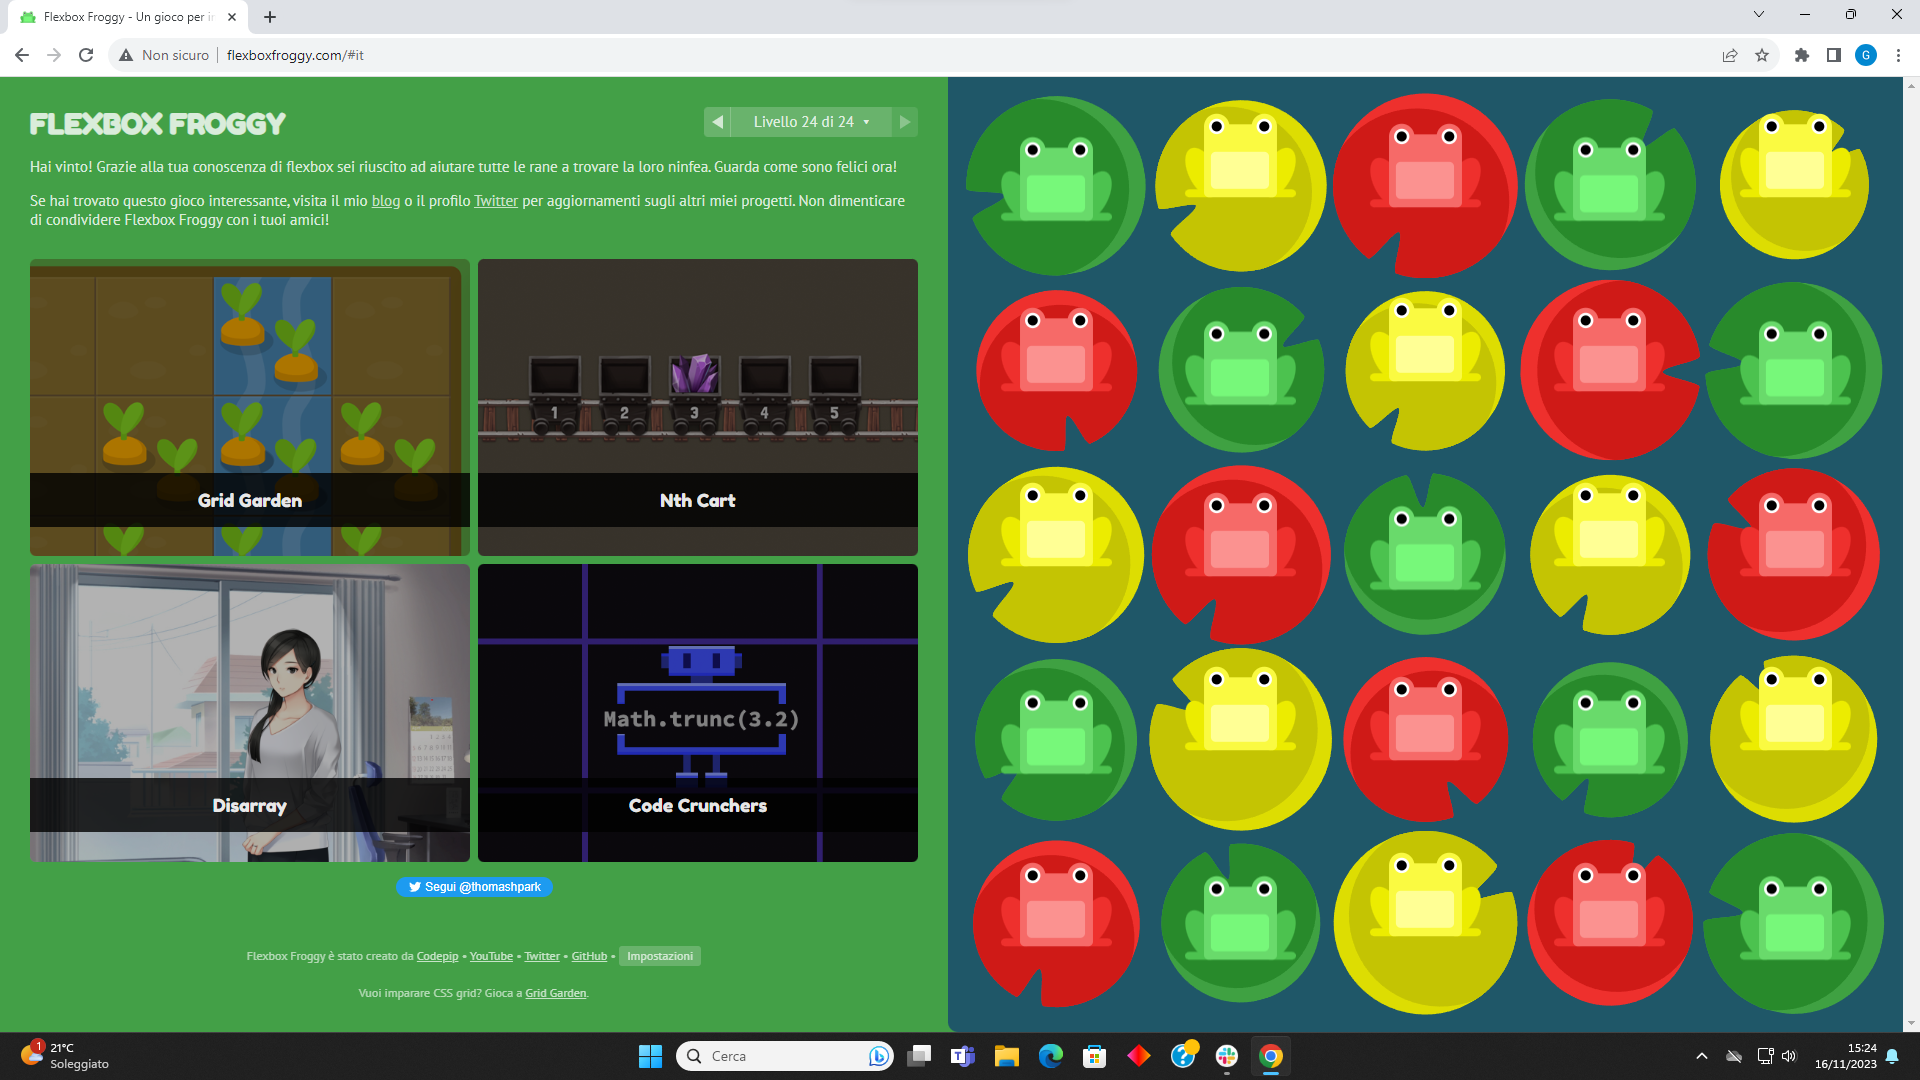 Flexbox Froggy - Un gioco per i
Non sicuro
flexboxfroggy.com/#it
G
FLEXBOX FROGGY
Livello 24 di 24
Hai vinto! Grazie alla tua conoscenza di flexbox sei riuscito ad aiutare tutte le rane a trovare la loro ninfea. Guarda come sono felici ora!
Se hai trovato questo gioco interessante, visita il mio blog o il profilo Twitter per aggiornamenti sugli altri miei progetti. Non dimenticare
di condividere Flexbox Froggy con i tuoi amici!
1 2 3 4 5
Grid Garden
Nth Cart
Math.trunc(3.2)
Disarray
Code Crunchers
Segui @thomashpark
Flexbox Froggy è stato creato da Codepip • YouTube • Twitter • GitHub • Impostazioni
Vuoi imparare CSS grid? Gioca a Grid Garden.
1
21°C
Soleggiato
Cerca
15:24
16/11/2023